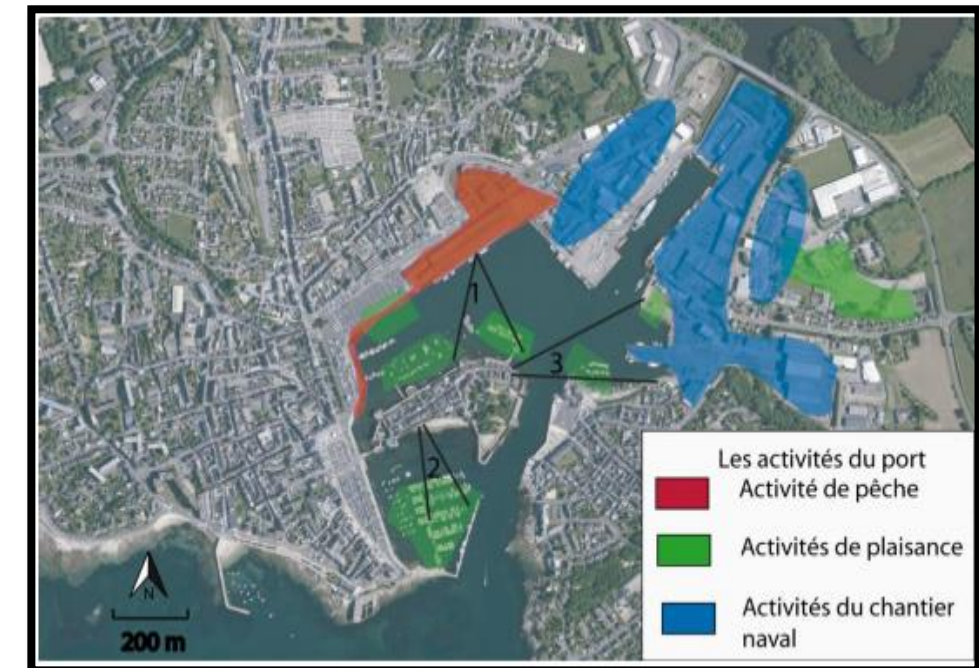 1
3
2
N
200 m
Les activités du port
Activité de pêche
Activités de plaisance
Activités du chantier
naval